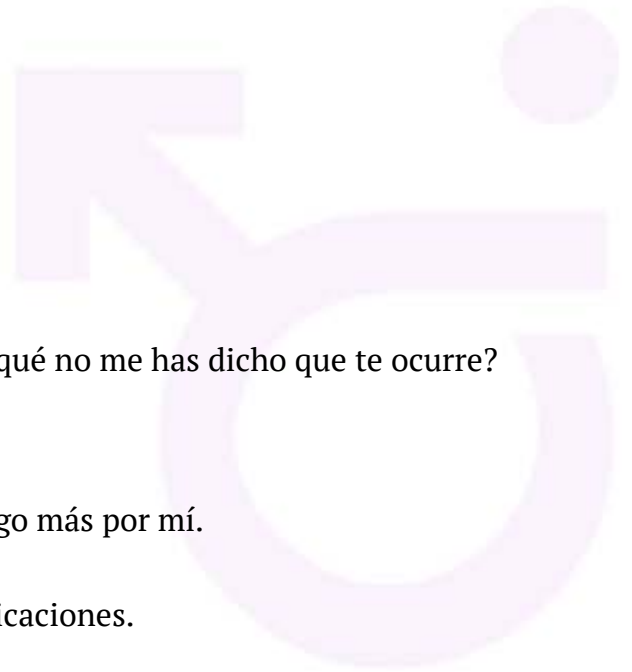 qué no me has dicho que te ocurre?
go más por mí.
icaciones.